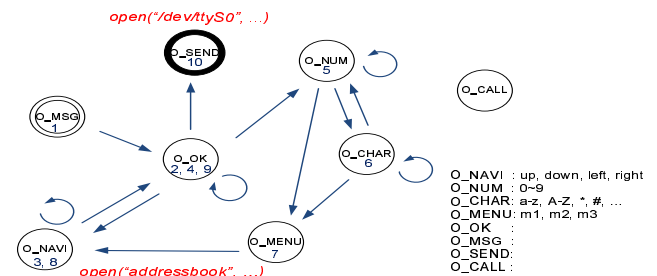 open(“/dev/ttyS0”, ...)
O_SEND
10
O_NUM
5
O_CALL
O_MSG
1
O_OK
2, 4, 9
O_CHAR
6
O_NAVI : up, down, left, right
O_NUM : 0~9
O_CHAR: a-z, A-Z, *, #, ...
O_MENU: m1, m2, m3
O_OK :
O_MSG :
O_SEND:
O_CALL :
O_NAVI
3, 8
O_MENU
7
open(“addressbook”, ...)